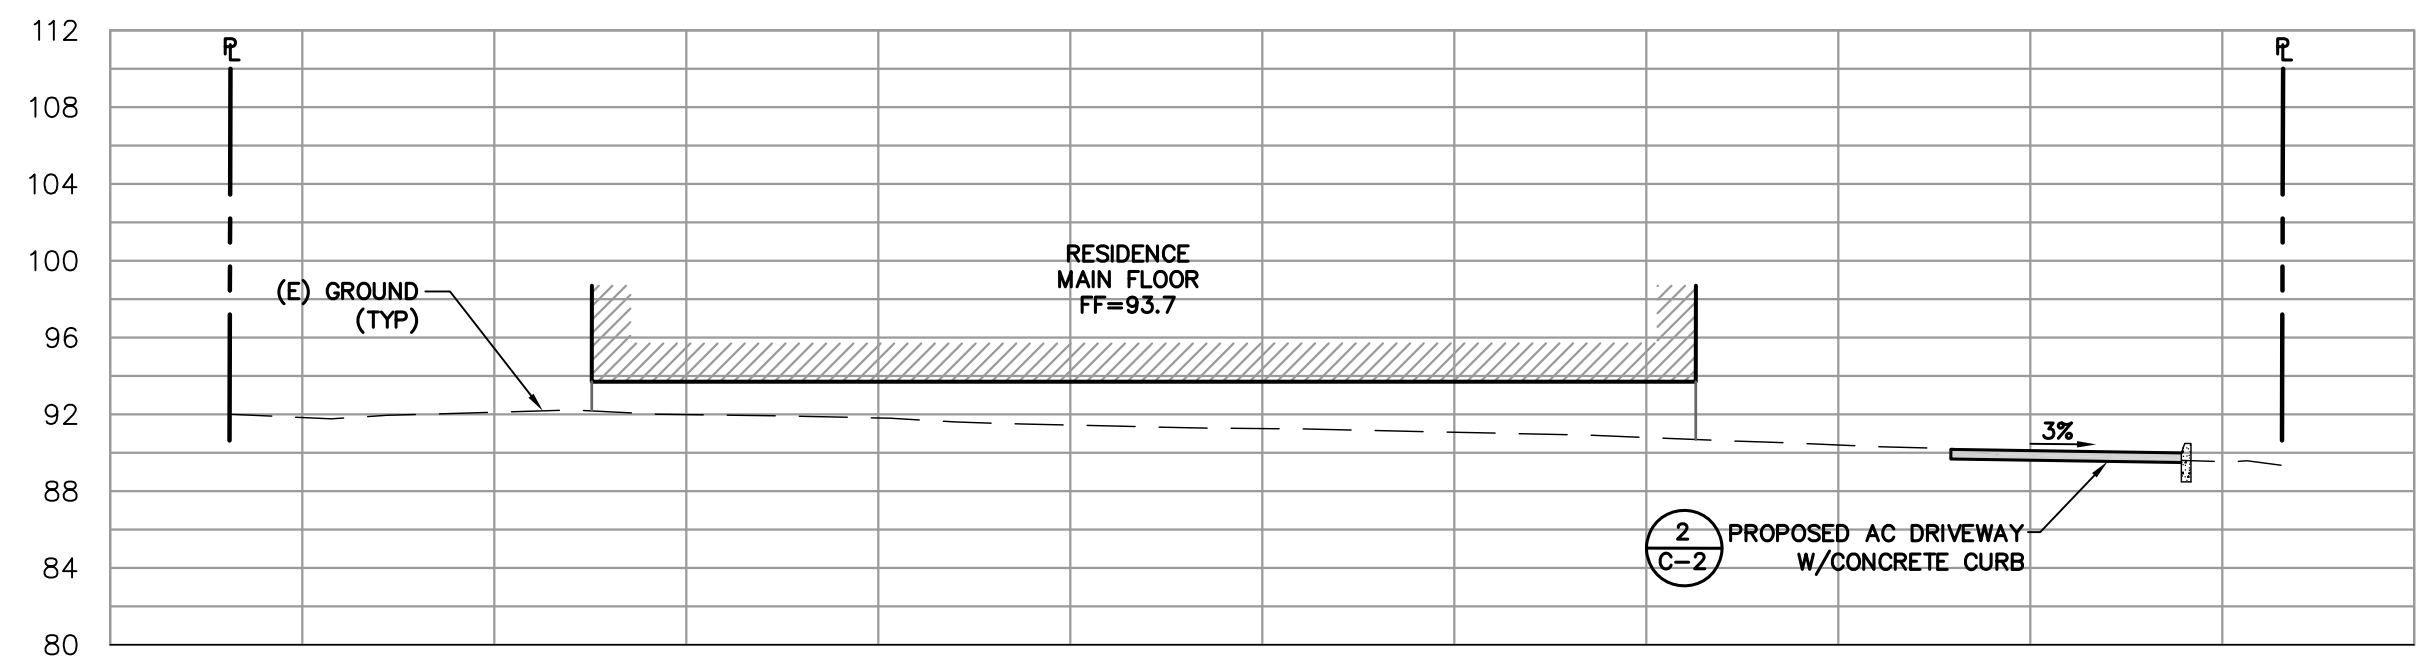 112
108
104
100
96
92
88
84
80
PL
PL
RESIDENCE
MAIN FLOOR
FF=93.7
(E) GROUND
(TYP)
3%
2
C-2
PROPOSED AC DRIVEWAY
W/CONCRETE CURB